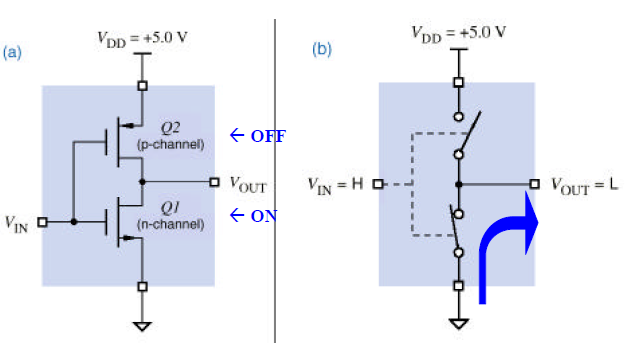 (a)
V_DD = +5.0 V
Q2
(p-channel)
← OFF
V_OUT
Q1
(n-channel)
← ON
V_IN
(b)
V_DD = +5.0 V
V_IN = H
V_OUT = L